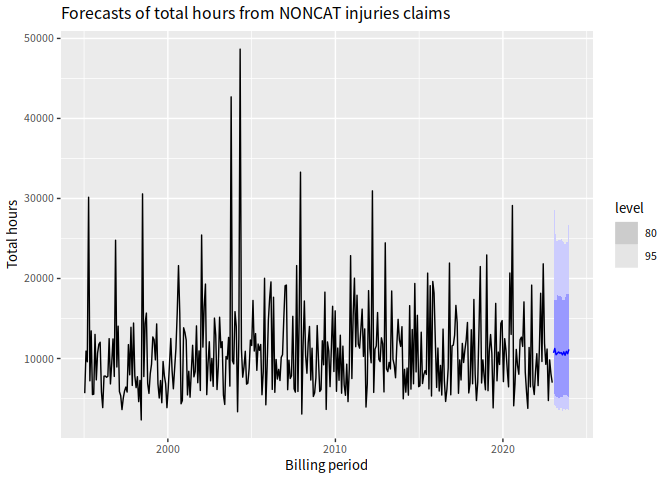 Forecasts of total hours from NONCAT injuries claims
50000
40000
30000
20000
10000
Total hours
2000
2010
2020
Billing period
level
80
95